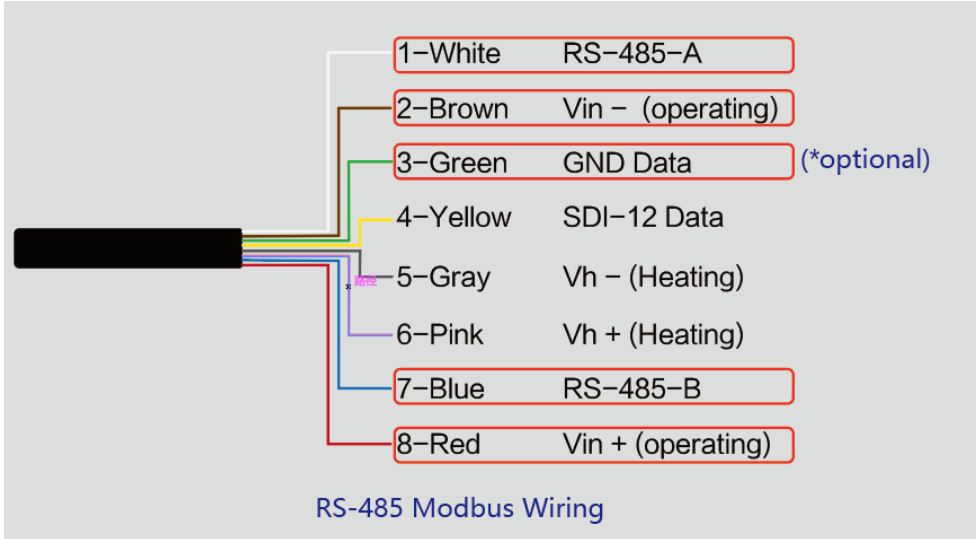 1-White RS-485-A
2-Brown Vin - (operating)
3-Green GND Data (*optional)
4-Yellow SDI-12 Data
5-Gray Vh - (Heating)
路径
6-Pink Vh + (Heating)
7-Blue RS-485-B
8-Red Vin + (operating)
RS-485 Modbus Wiring